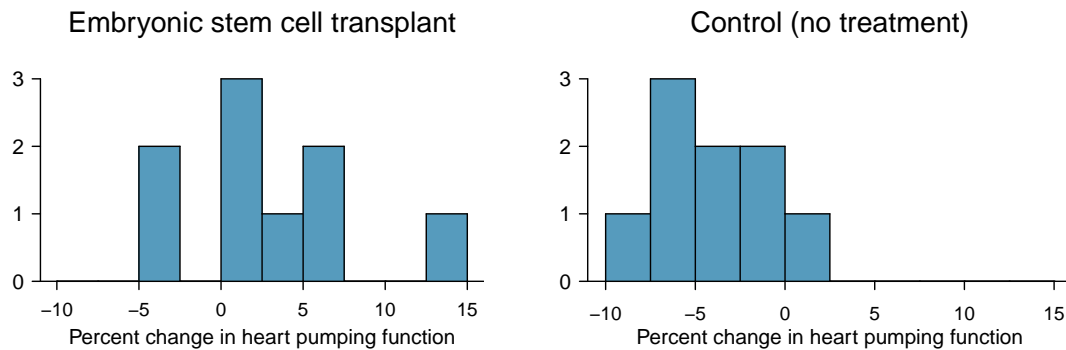 Embryonic stem cell transplant
3
2
1
0
−10 −5 0 5 10 15
Percent change in heart pumping function
Control (no treatment)
3
2
1
0
−10 −5 0 5 10 15
Percent change in heart pumping function